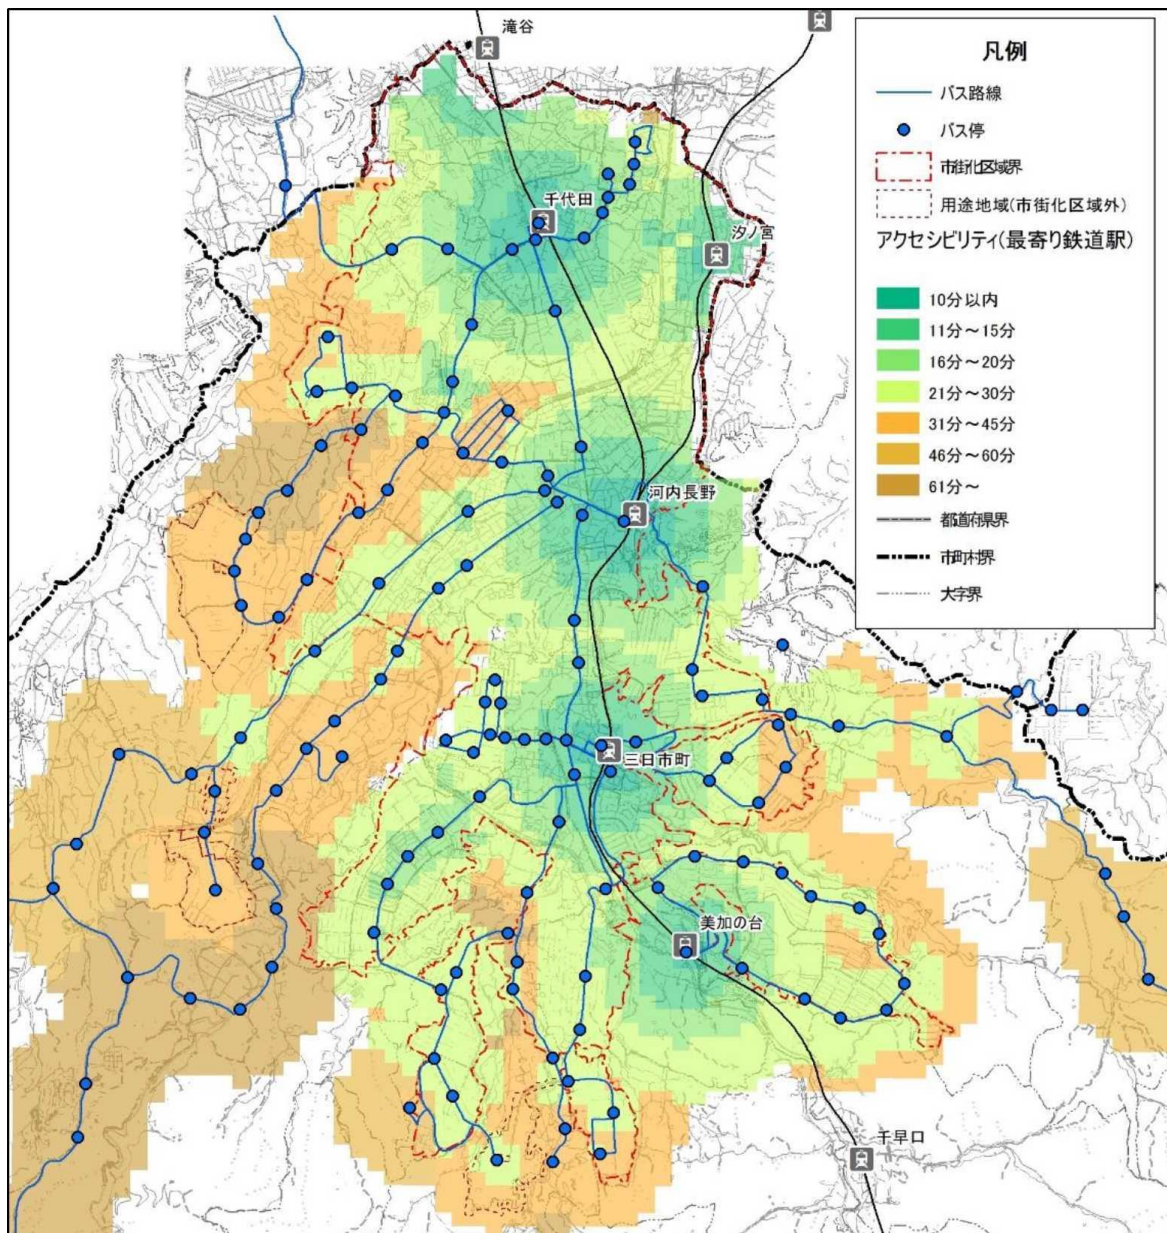 滝谷
千代田
汐ノ宮
河内長野
三日市町
美加の台
千早口
凡例
バス路線
バス停
市街化区域界
用途地域(市街化区域外)
アクセシビリティ(最寄り鉄道駅)
10分以内
11分～15分
16分～20分
21分～30分
31分～45分
46分～60分
61分～
都道府県界
市町村界
大字界